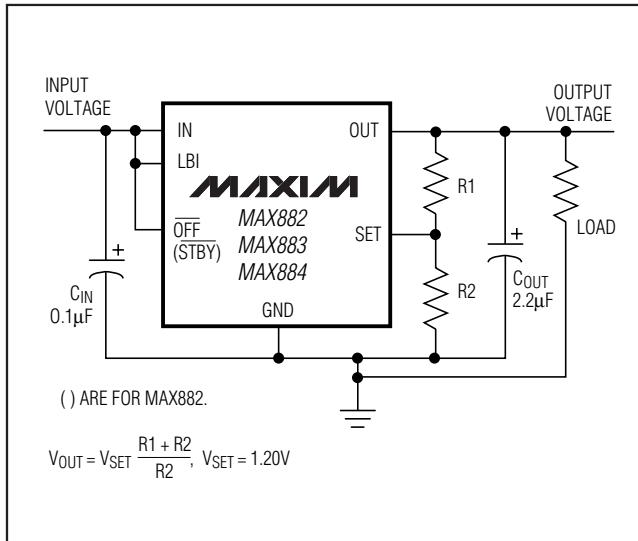 INPUT
VOLTAGE
OUTPUT
VOLTAGE
IN
OUT
LBI
MAXIM
R1
MAX882
OFF
(STBY)
MAX883
SET
LOAD
MAX884
R2
CIN
0.1µF
COUT
2.2µF
GND
( ) ARE FOR MAX882.
VOUT = VSET (R1 + R2)/R2, VSET = 1.20V